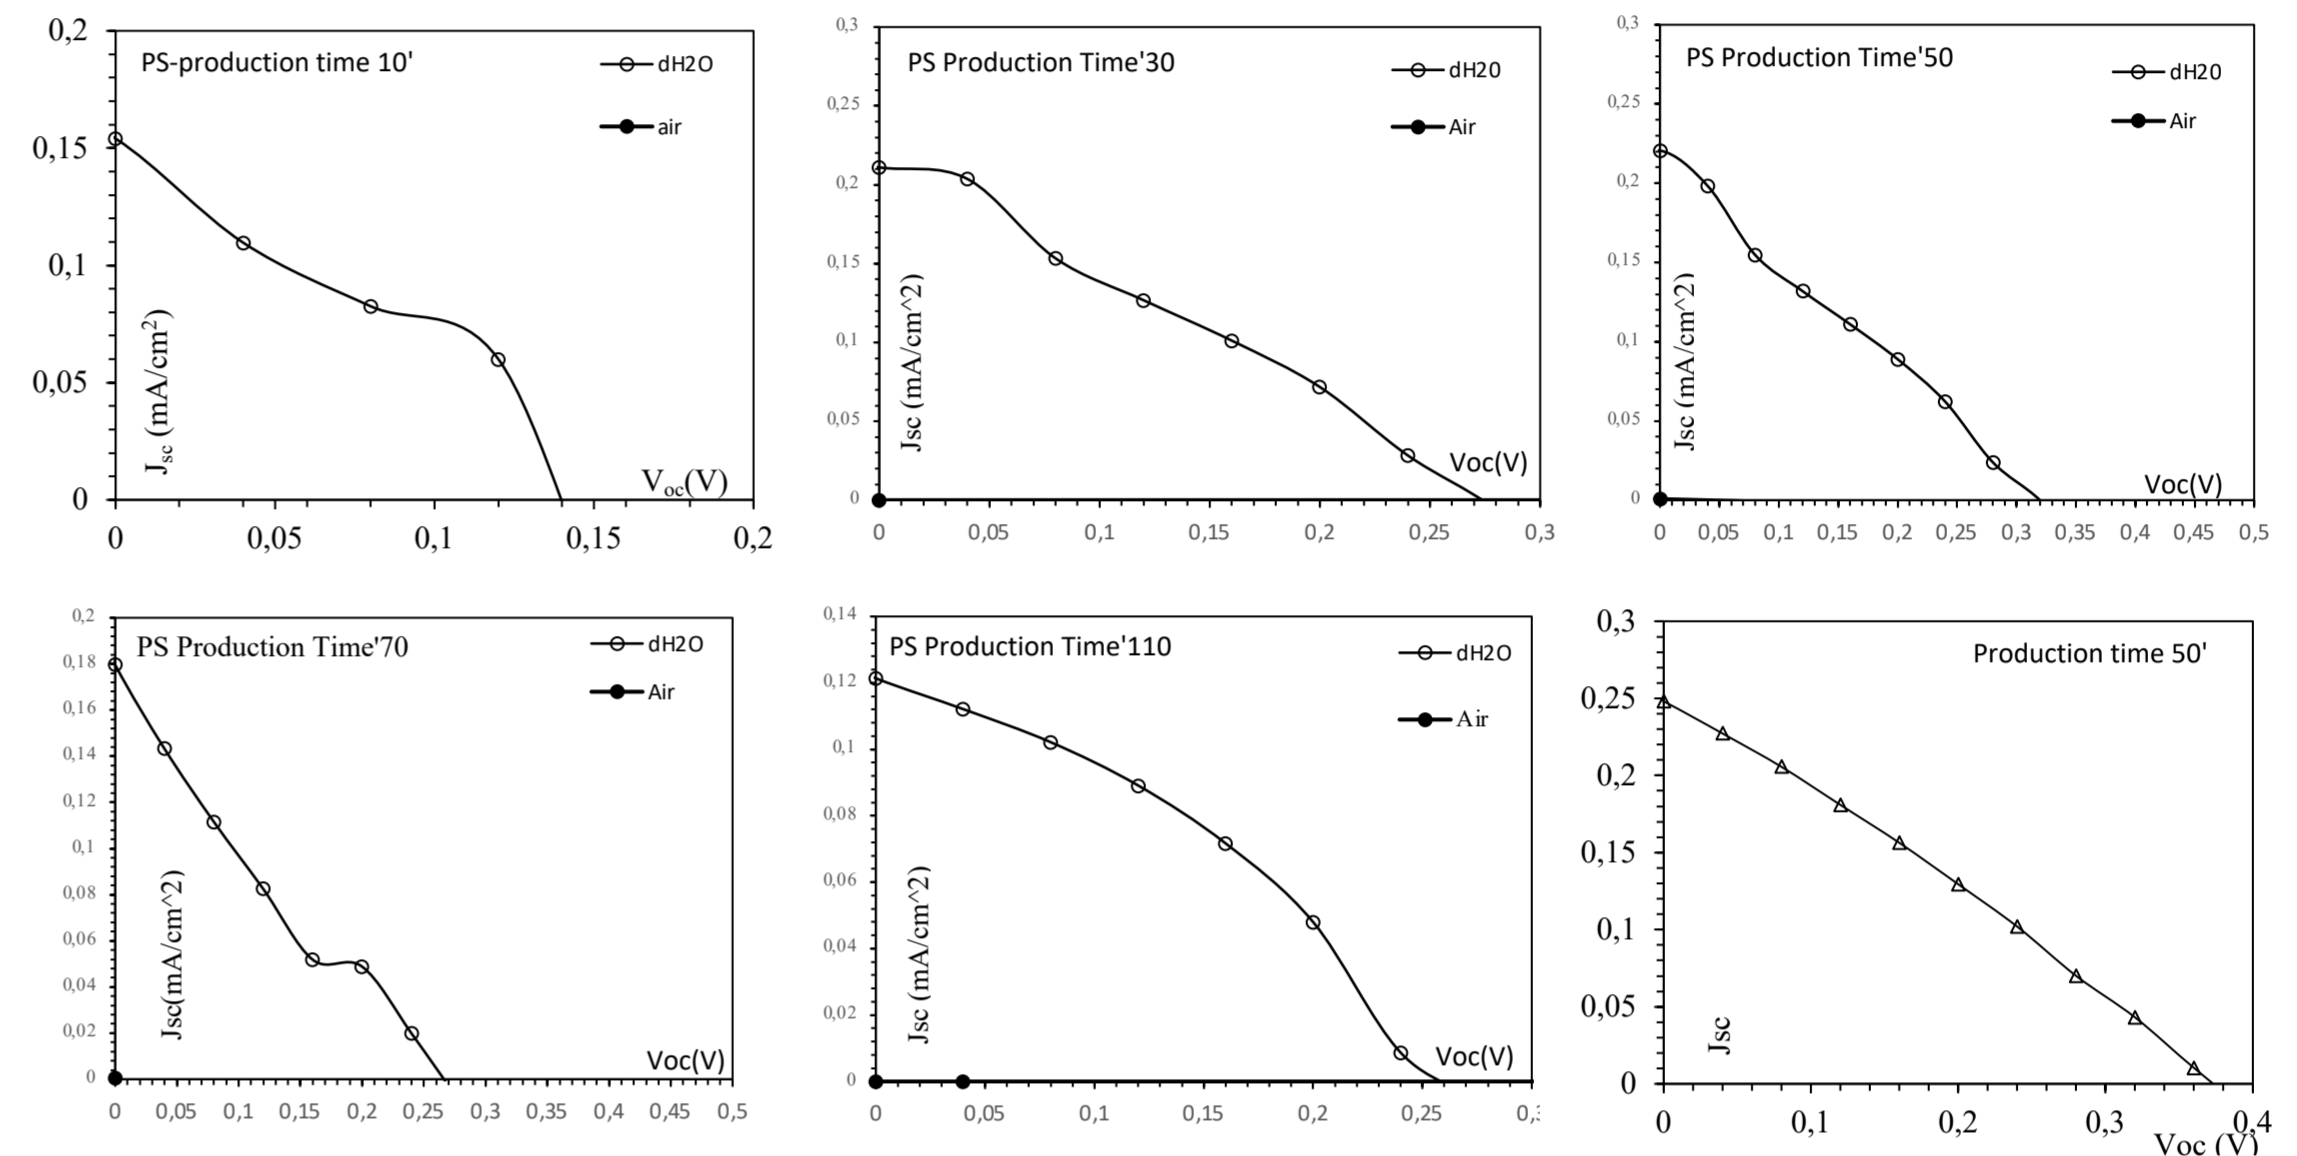 PS-production time 10'
dH2O
air
0,2
0,15
0,1
0,05
0
Jsc (mA/cm2)
Voc(V)
0 0,05 0,1 0,15 0,2
PS Production Time'30
dH20
Air
0,3
0,25
0,2
0,15
0,1
0,05
0
Jsc (mA/cm^2)
Voc(V)
0 0,05 0,1 0,15 0,2 0,25 0,3
PS Production Time'50
dH20
Air
0,3
0,25
0,2
0,15
0,1
0,05
0
Jsc (mA/cm^2)
Voc(V)
0 0,05 0,1 0,15 0,2 0,25 0,3 0,35 0,4 0,45 0,5
PS Production Time'70
dH2O
Air
0,2
0,18
0,16
0,14
0,12
0,1
0,08
0,06
0,04
0,02
0
Jsc(mA/cm^2)
Voc(V)
0 0,05 0,1 0,15 0,2 0,25 0,3 0,35 0,4 0,45 0,5
PS Production Time'110
dH2O
Air
0,14
0,12
0,1
0,08
0,06
0,04
0,02
0
Jsc (mA/cm^2)
Voc(V)
0 0,05 0,1 0,15 0,2 0,25
Production time 50'
0,3
0,25
0,2
0,15
0,1
0,05
0
Jsc
0 0,1 0,2 0,3 0,4
Voc (V)